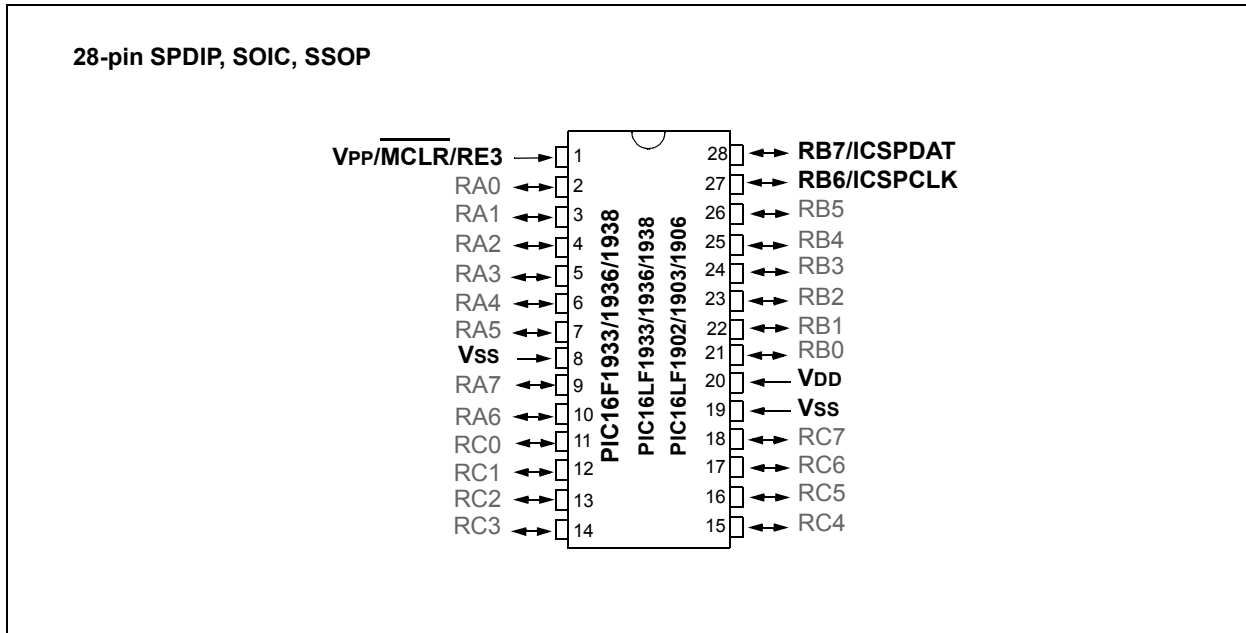 28-pin SPDIP, SOIC, SSOP
VPP/MCLR/RE3 1 28 RB7/ICSPDAT
RA0 2 27 RB6/ICSPCLK
RA1 3 26 RB5
RA2 4 25 RB4
RA3 5 24 RB3
RA4 6 23 RB2
RA5 7 22 RB1
VSS 8 21 RB0
RA7 9 20 VDD
RA6 10 19 VSS
RC0 11 18 RC7
RC1 12 17 RC6
RC2 13 16 RC5
RC3 14 15 RC4
PIC16F1933/1936/1938
PIC16LF1933/1936/1938
PIC16LF1902/1903/1906